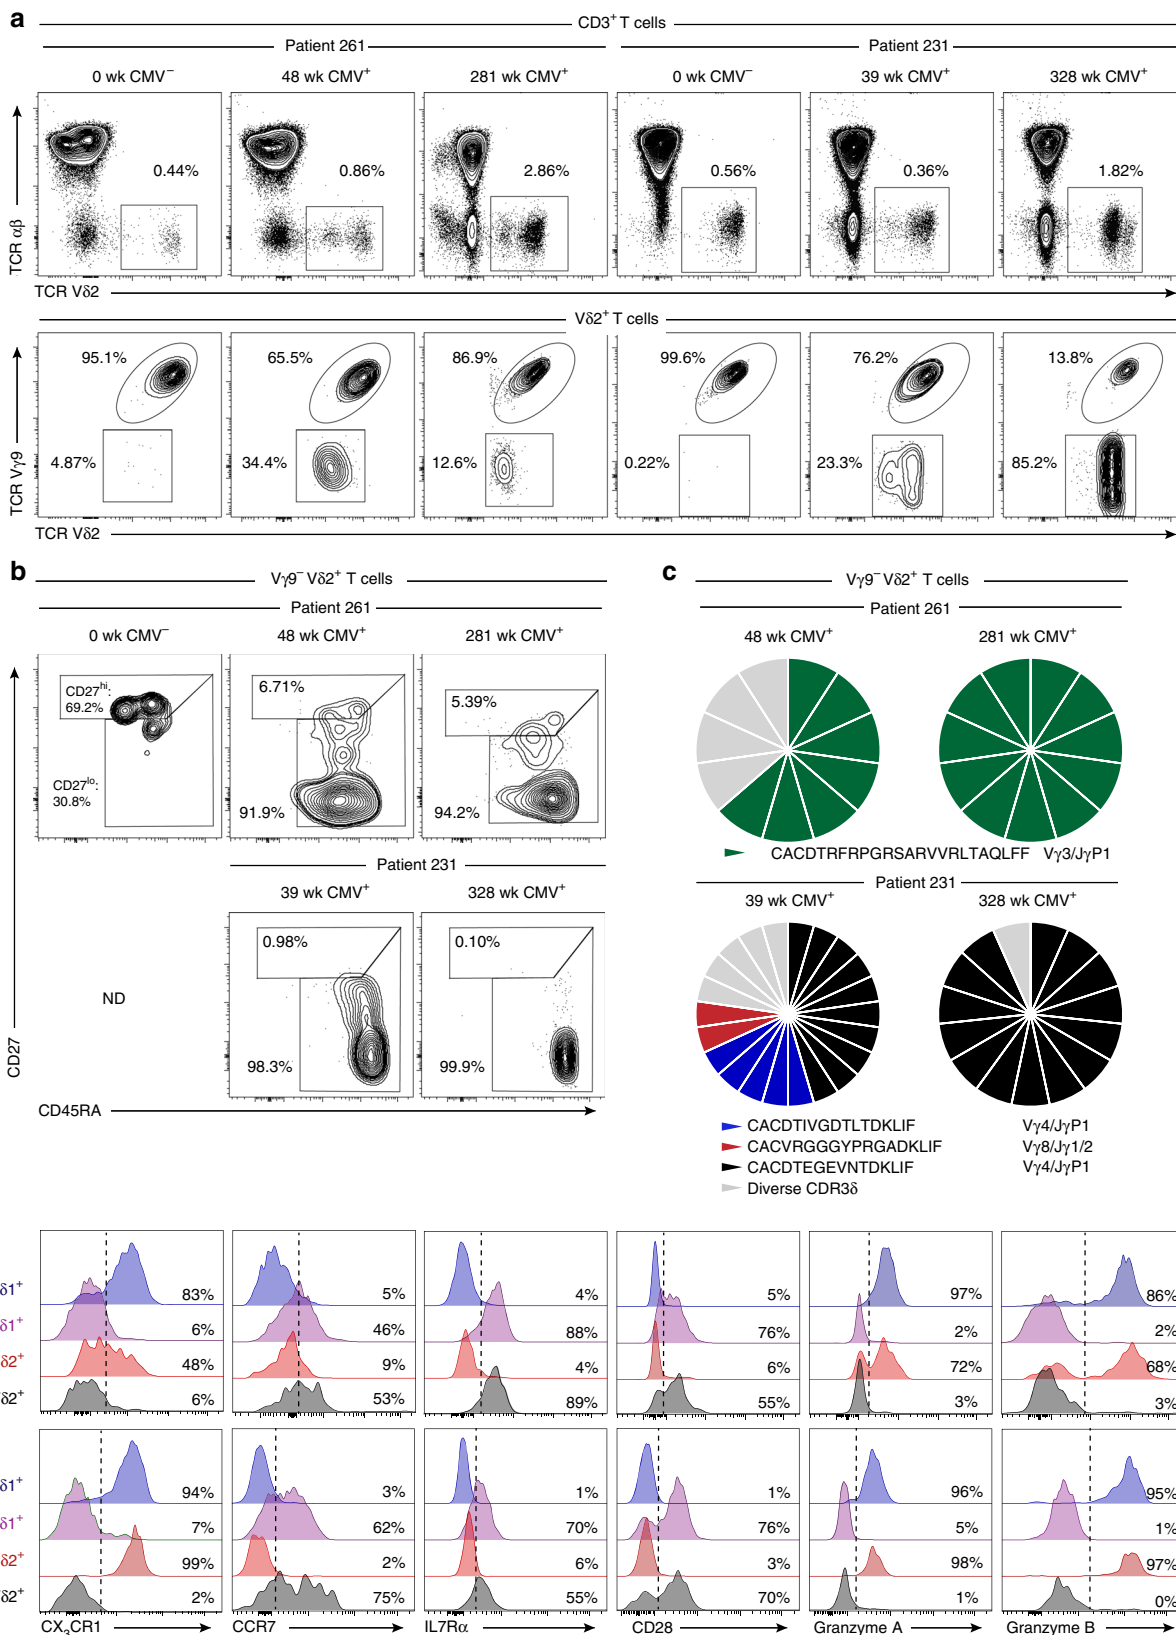 a
CD3⁺ T cells
Patient 261
Patient 231
0 wk CMV⁻
48 wk CMV⁺
281 wk CMV⁺
0 wk CMV⁻
39 wk CMV⁺
328 wk CMV⁺
0.44%
0.86%
2.86%
0.56%
0.36%
1.82%
TCR αβ
TCR Vδ2
Vδ2⁺ T cells
95.1%
65.5%
86.9%
99.6%
76.2%
13.8%
4.87%
34.4%
12.6%
0.22%
23.3%
85.2%
TCR Vγ9
TCR Vδ2
b
Vγ9⁻ Vδ2⁺ T cells
Patient 261
0 wk CMV⁻
48 wk CMV⁺
281 wk CMV⁺
CD27ʰⁱ:
69.2%
6.71%
5.39%
CD27ˡᵒ:
30.8%
91.9%
94.2%
Patient 231
39 wk CMV⁺
328 wk CMV⁺
0.98%
0.10%
ND
98.3%
99.9%
CD27
CD45RA
c
Vγ9⁻ Vδ2⁺ T cells
Patient 261
48 wk CMV⁺
281 wk CMV⁺
CACDTRFRPGRSARVVRLTAQLFF Vγ3/JγP1
Patient 231
39 wk CMV⁺
328 wk CMV⁺
CACDTIVGDTLTDKLIF Vγ4/JγP1
CACVRGGGYPRGADKLIF Vγ8/Jγ1/2
CACDTEGEVNTDKLIF Vγ4/JγP1
Diverse CDR3δ
δ1⁺ 83% 5% 4% 5% 97% 86%
δ1⁺ 6% 46% 88% 76% 2% 2%
δ2⁺ 48% 9% 4% 6% 72% 68%
δ2⁺ 6% 53% 89% 55% 3% 3%
δ1⁺ 94% 3% 1% 1% 96% 95%
δ1⁺ 7% 62% 70% 76% 5% 1%
δ2⁺ 99% 2% 6% 3% 98% 97%
δ2⁺ 2% 75% 55% 70% 1% 0%
CX₃CR1
CCR7
IL7Rα
CD28
Granzyme A
Granzyme B